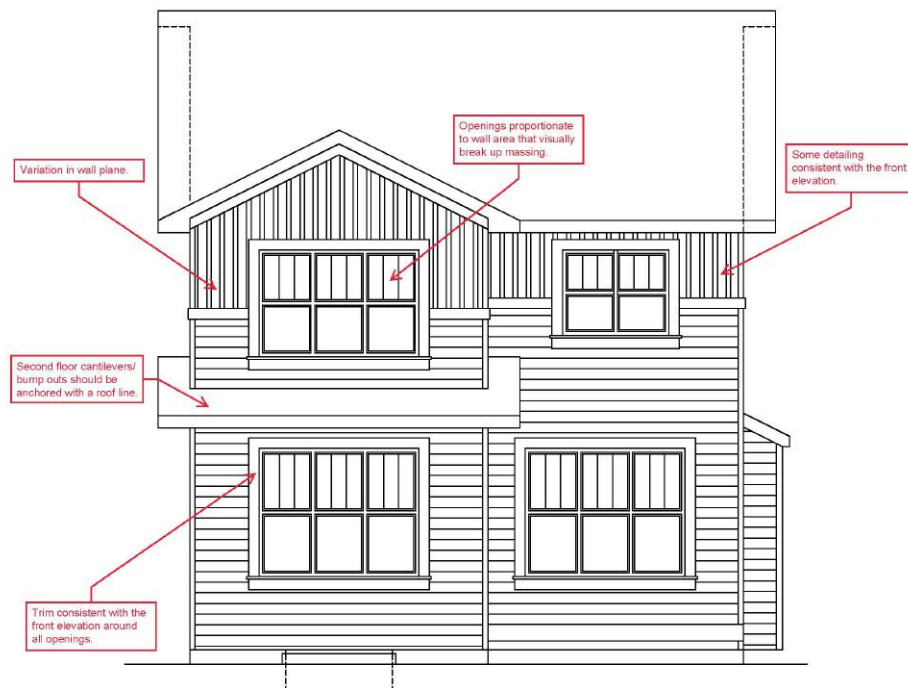 Openings proportionate
to wall area that visually
break up massing.
Variation in wall plane.
Some detailing
consistent with the front
elevation.
Second floor cantilevers/
bump outs should be
anchored with a roof line.
Trim consistent with the
front elevation around
all openings.